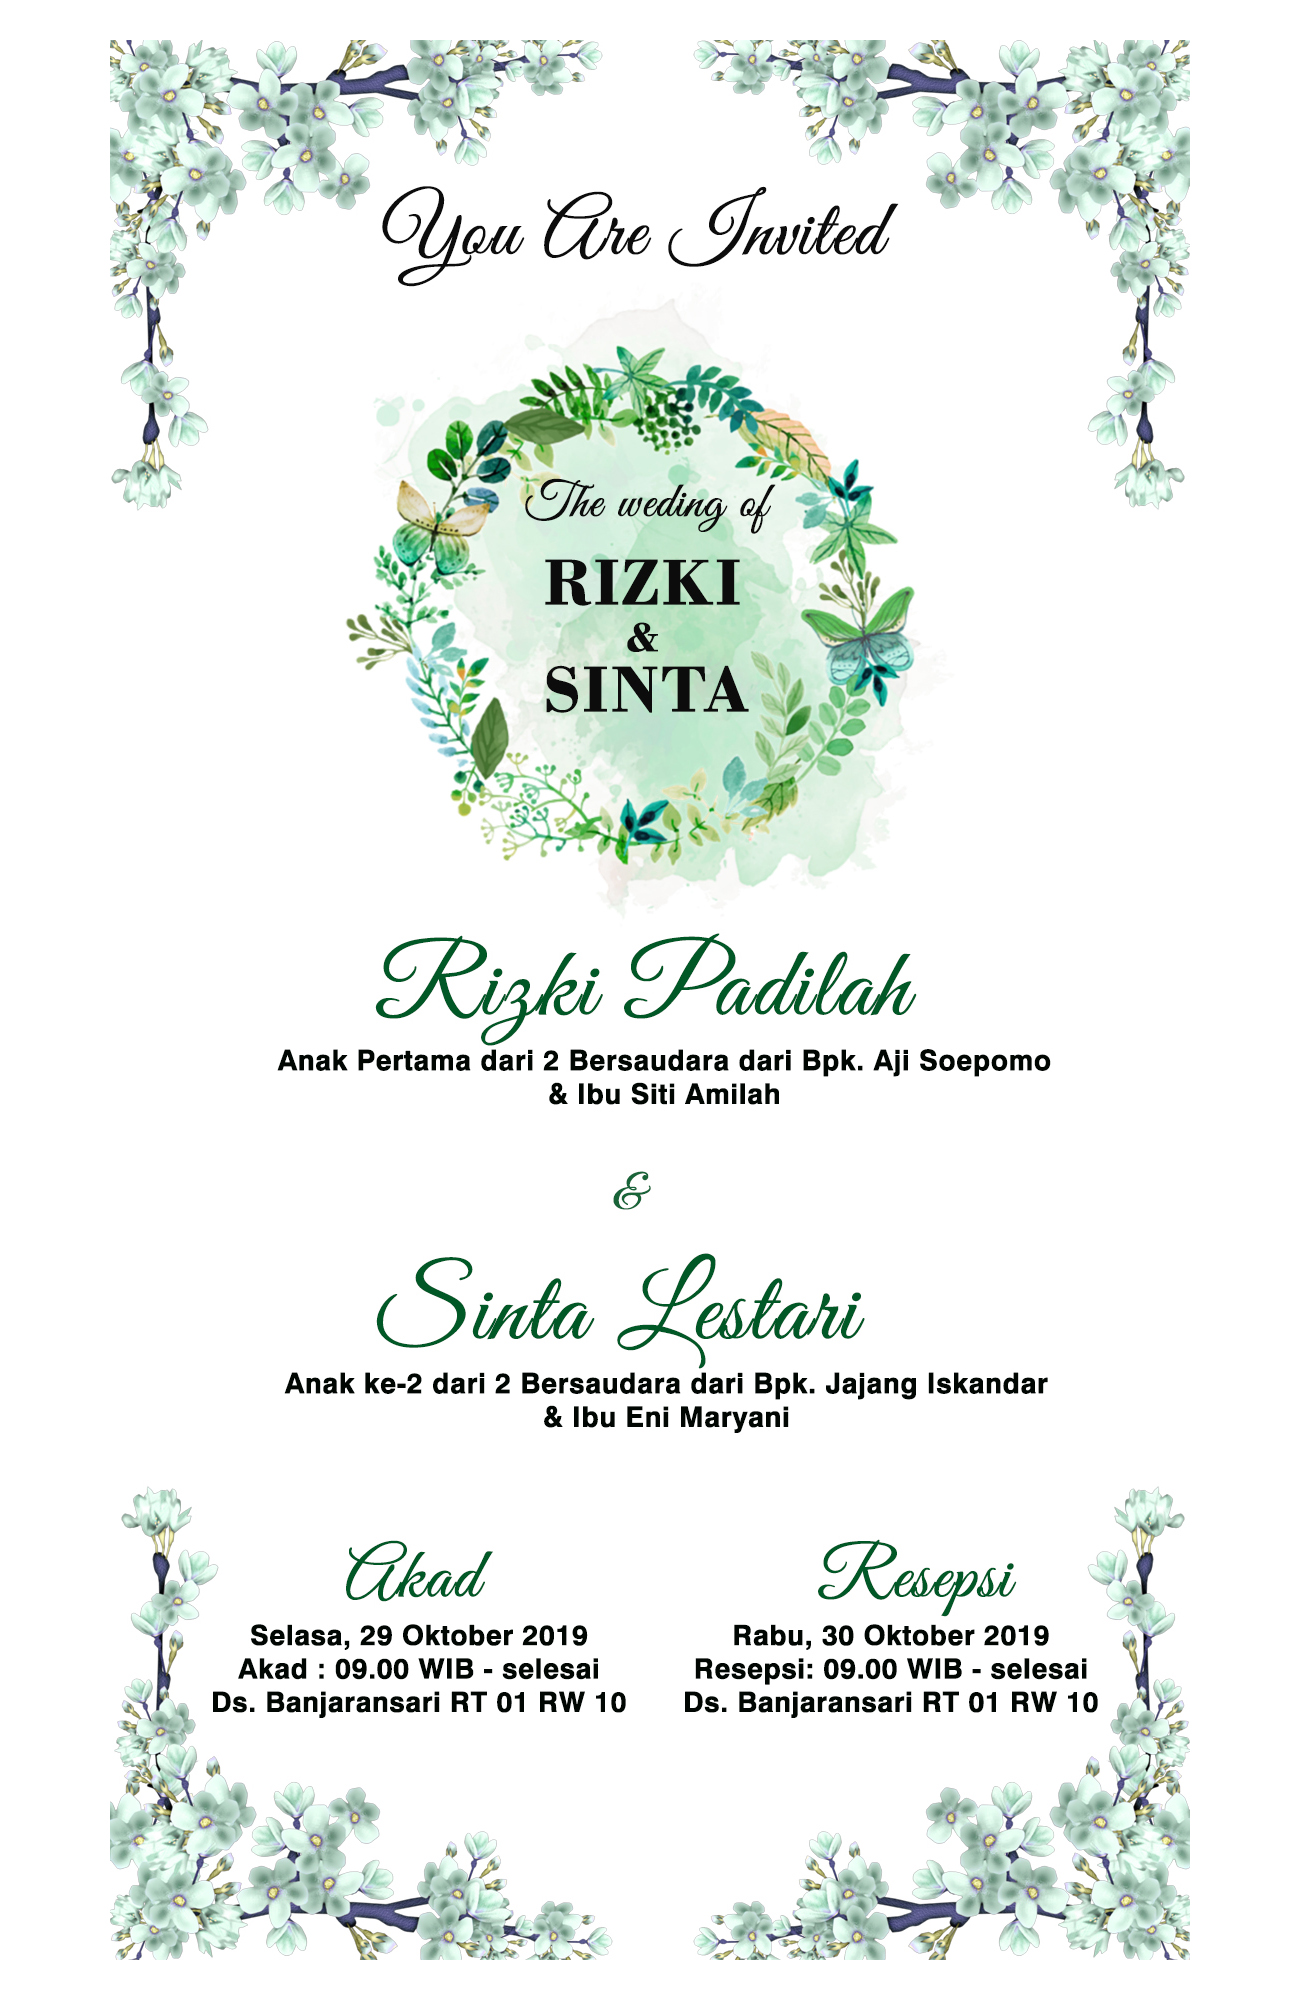 You Are Invited
The weding of
RIZKI
&
SINTA
Rizki Padilah
Anak Pertama dari 2 Bersaudara dari Bpk. Aji Soepomo
& Ibu Siti Amilah
&
Sinta Lestari
Anak ke-2 dari 2 Bersaudara dari Bpk. Jajang Iskandar
& Ibu Eni Maryani
Akad
Selasa, 29 Oktober 2019
Akad : 09.00 WIB - selesai
Ds. Banjaransari RT 01 RW 10
Resepsi
Rabu, 30 Oktober 2019
Resepsi: 09.00 WIB - selesai
Ds. Banjaransari RT 01 RW 10